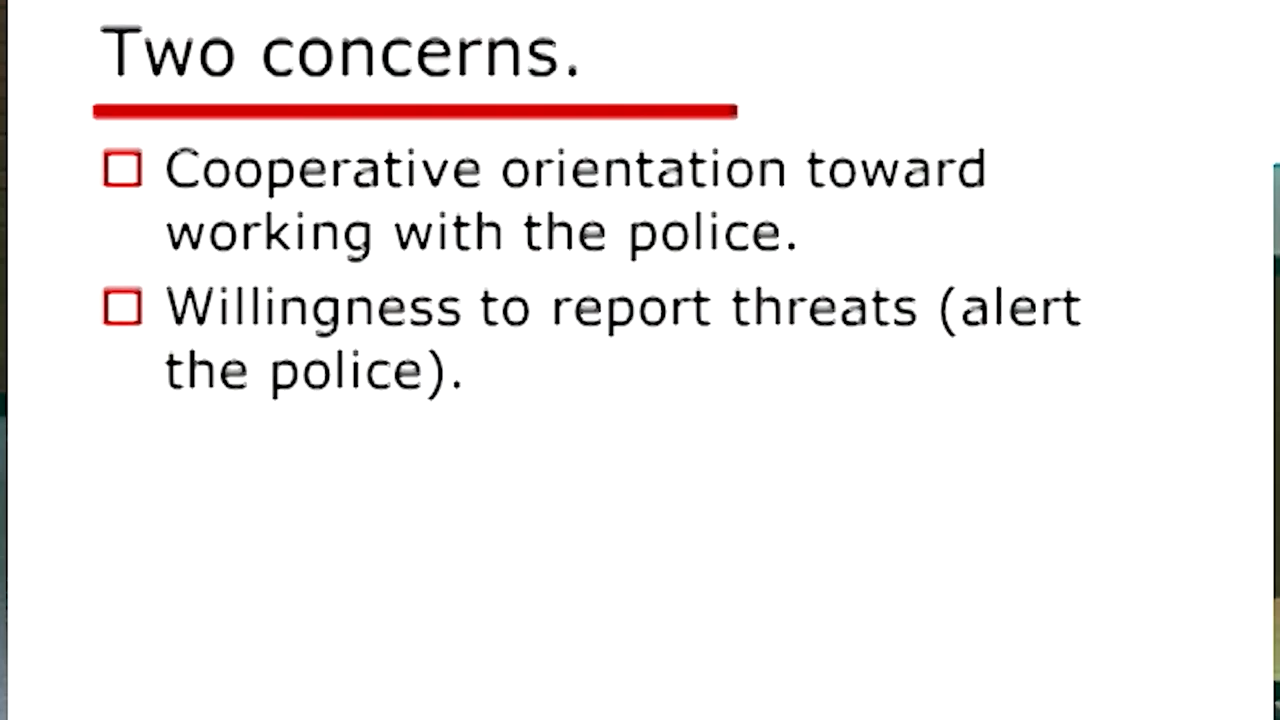 Two concerns.
Cooperative orientation toward
working with the police.
Willingness to report threats (alert
the police).